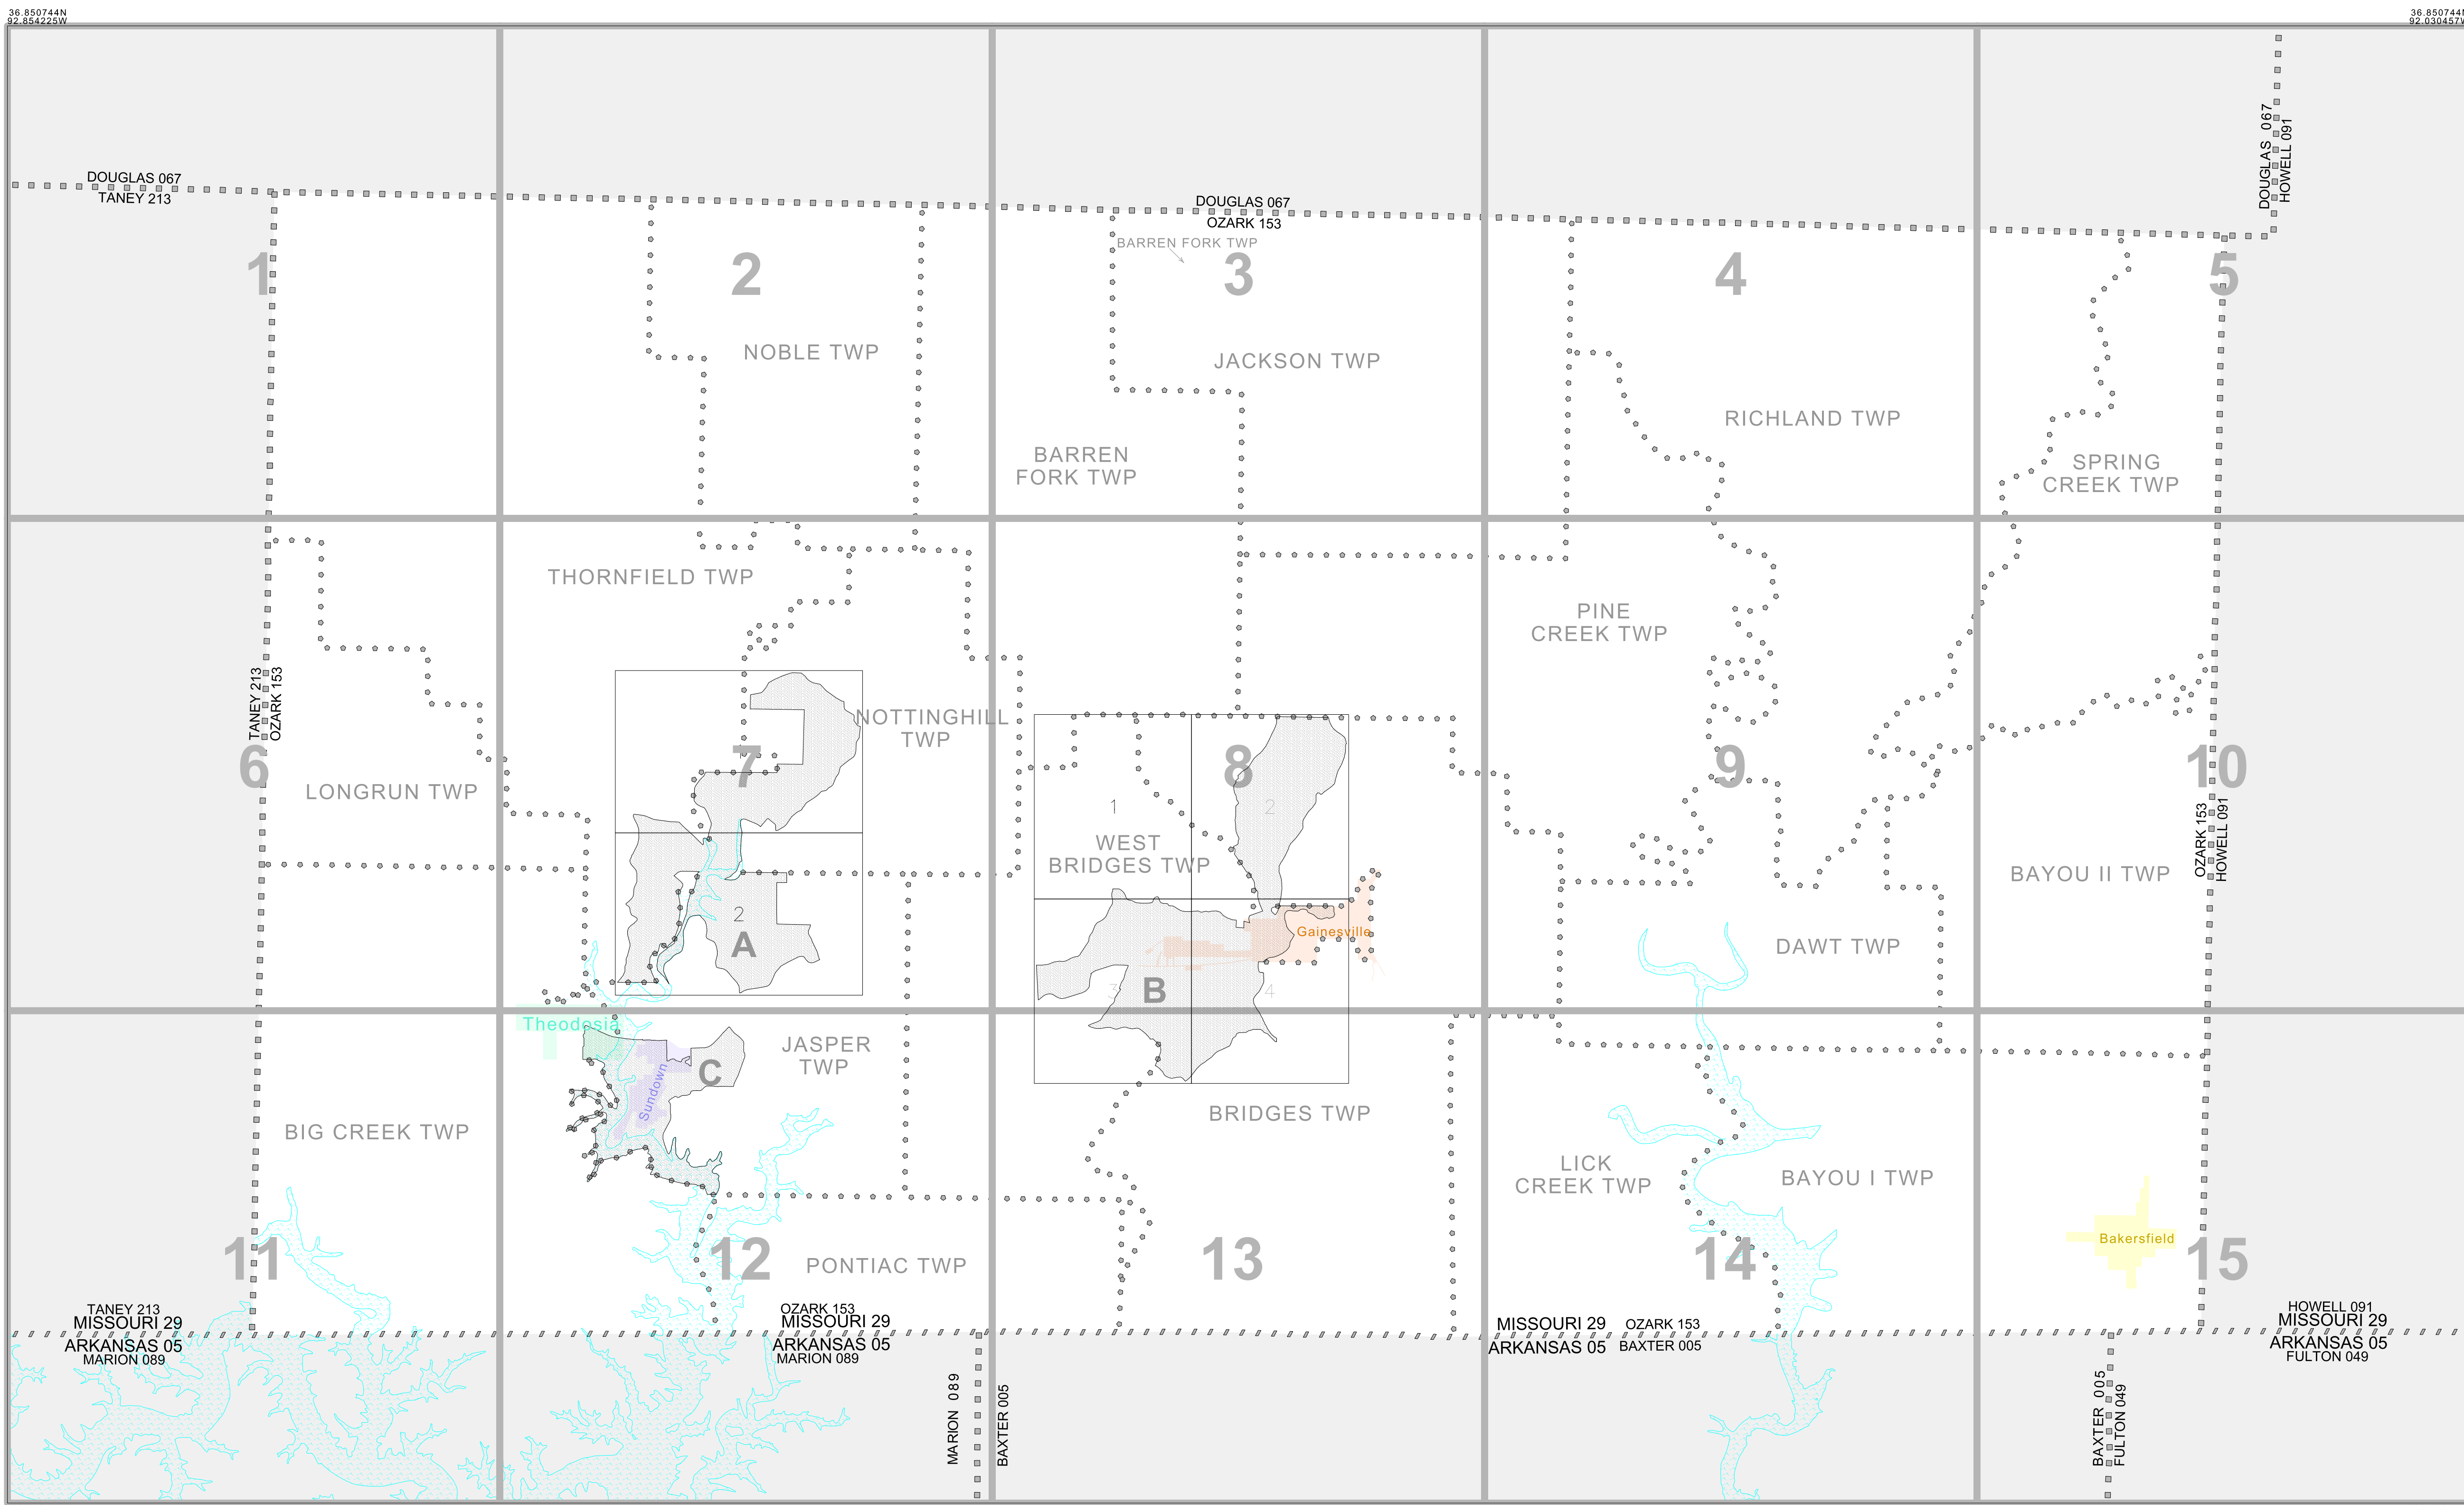 36.850744N
92.854225W
36.850744N
92.030457W
DOUGLAS 067
TANEY 213
DOUGLAS 067
OZARK 153
DOUGLAS 067
HOWELL 091
BARREN FORK TWP
1
2
3
4
5
NOBLE TWP
JACKSON TWP
RICHLAND TWP
BARREN
FORK TWP
SPRING
CREEK TWP
THORNFIELD TWP
PINE
CREEK TWP
TANEY 213
OZARK 153
NOTTINGHILL
TWP
6
7
8
9
10
1
LONGRUN TWP
1
2
WEST
BRIDGES TWP
OZARK 153
HOWELL 091
BAYOU II TWP
2
A
Gainesville
DAWT TWP
3
B
4
Theodosia
JASPER
TWP
C
Sundown
BIG CREEK TWP
BRIDGES TWP
LICK
CREEK TWP
BAYOU I TWP
Bakersfield
11
12
13
14
15
PONTIAC TWP
TANEY 213
MISSOURI 29
ARKANSAS 05
MARION 089
OZARK 153
MISSOURI 29
ARKANSAS 05
MARION 089
MISSOURI 29 OZARK 153
ARKANSAS 05 BAXTER 005
HOWELL 091
MISSOURI 29
ARKANSAS 05
FULTON 049
MARION 089
BAXTER 005
BAXTER 005
FULTON 049